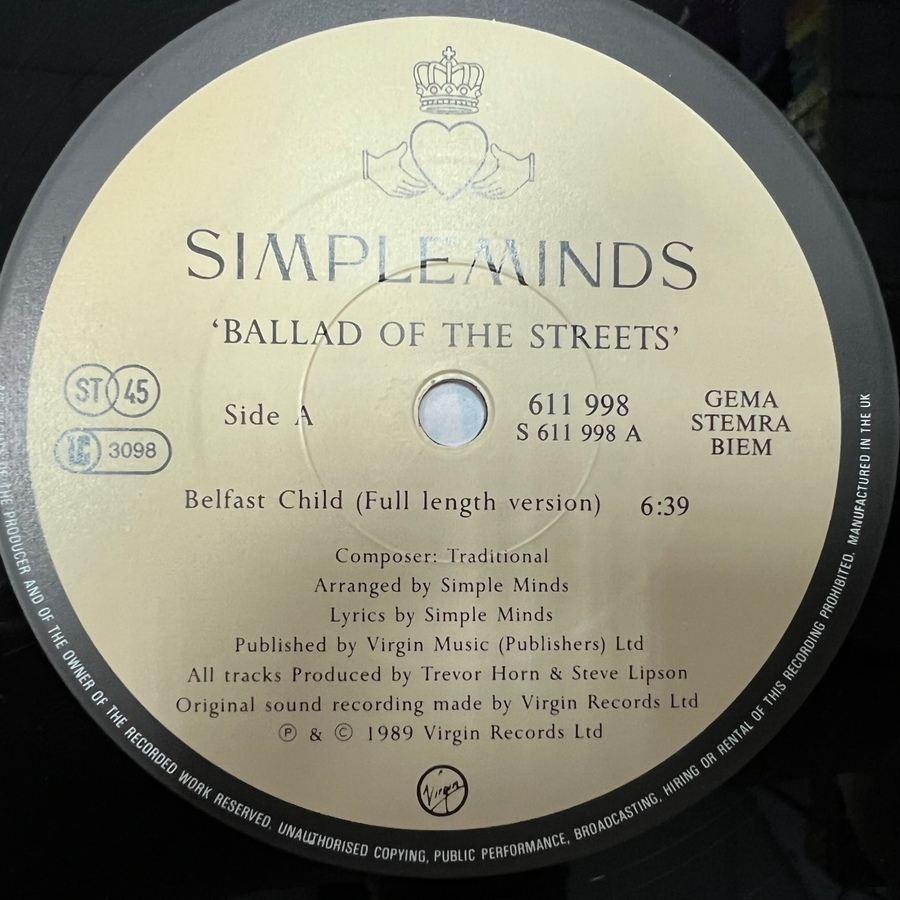 SIMPLE MINDS
'BALLAD OF THE STREETS'
ST 45
LC 3098
Side A
611 998
S 611 998 A
GEMA
STEMRA
BIEM
Belfast Child (Full length version) 6:39
Composer: Traditional
Arranged by Simple Minds
Lyrics by Simple Minds
Published by Virgin Music (Publishers) Ltd
All tracks Produced by Trevor Horn & Steve Lipson
Original sound recording made by Virgin Records Ltd
℗ & © 1989 Virgin Records Ltd
Virgin
OF THE PRODUCER AND OF THE OWNER OF THE RECORDED WORK RESERVED. UNAUTHORISED COPYING, PUBLIC PERFORMANCE, BROADCASTING, HIRING OR RENTAL OF THIS RECORDING PROHIBITED. MANUFACTURED IN THE UK